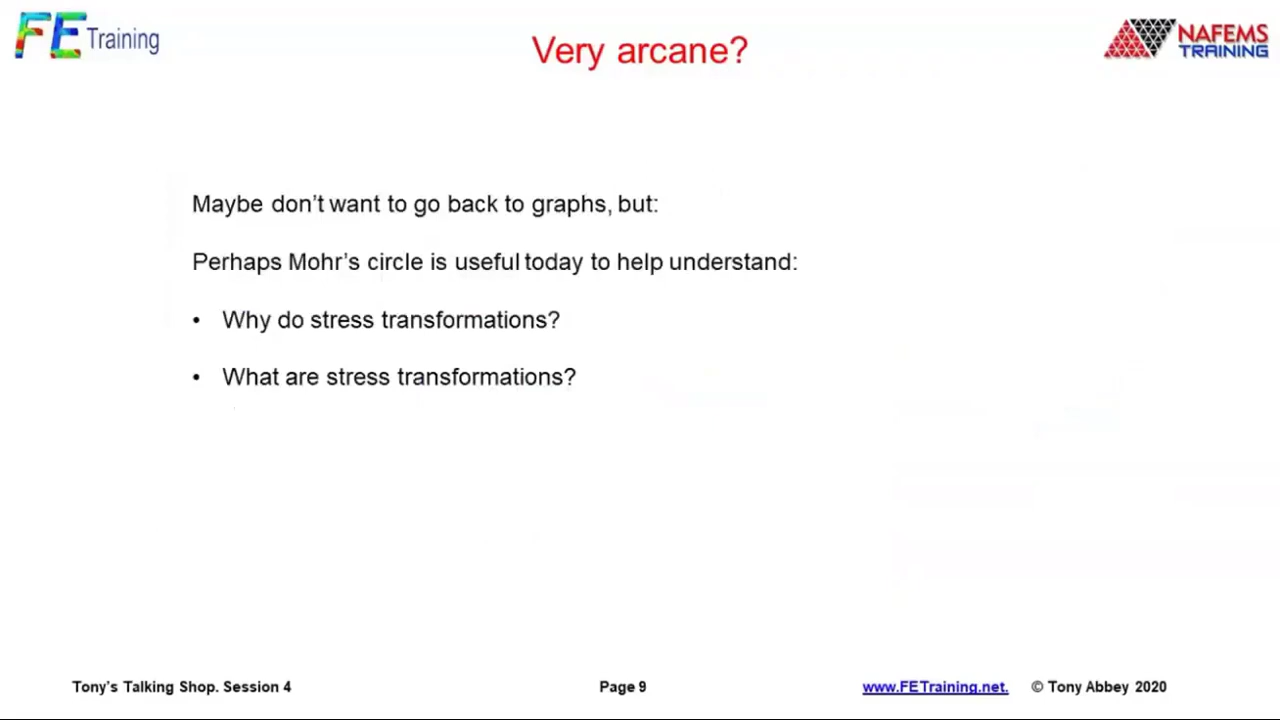 FE Training
NAFEMS
TRAINING
Very arcane?
Maybe don't want to go back to graphs, but:
Perhaps Mohr's circle is useful today to help understand:
• Why do stress transformations?
• What are stress transformations?
Tony's Talking Shop. Session 4
Page 9
www.FETraining.net.
© Tony Abbey 2020